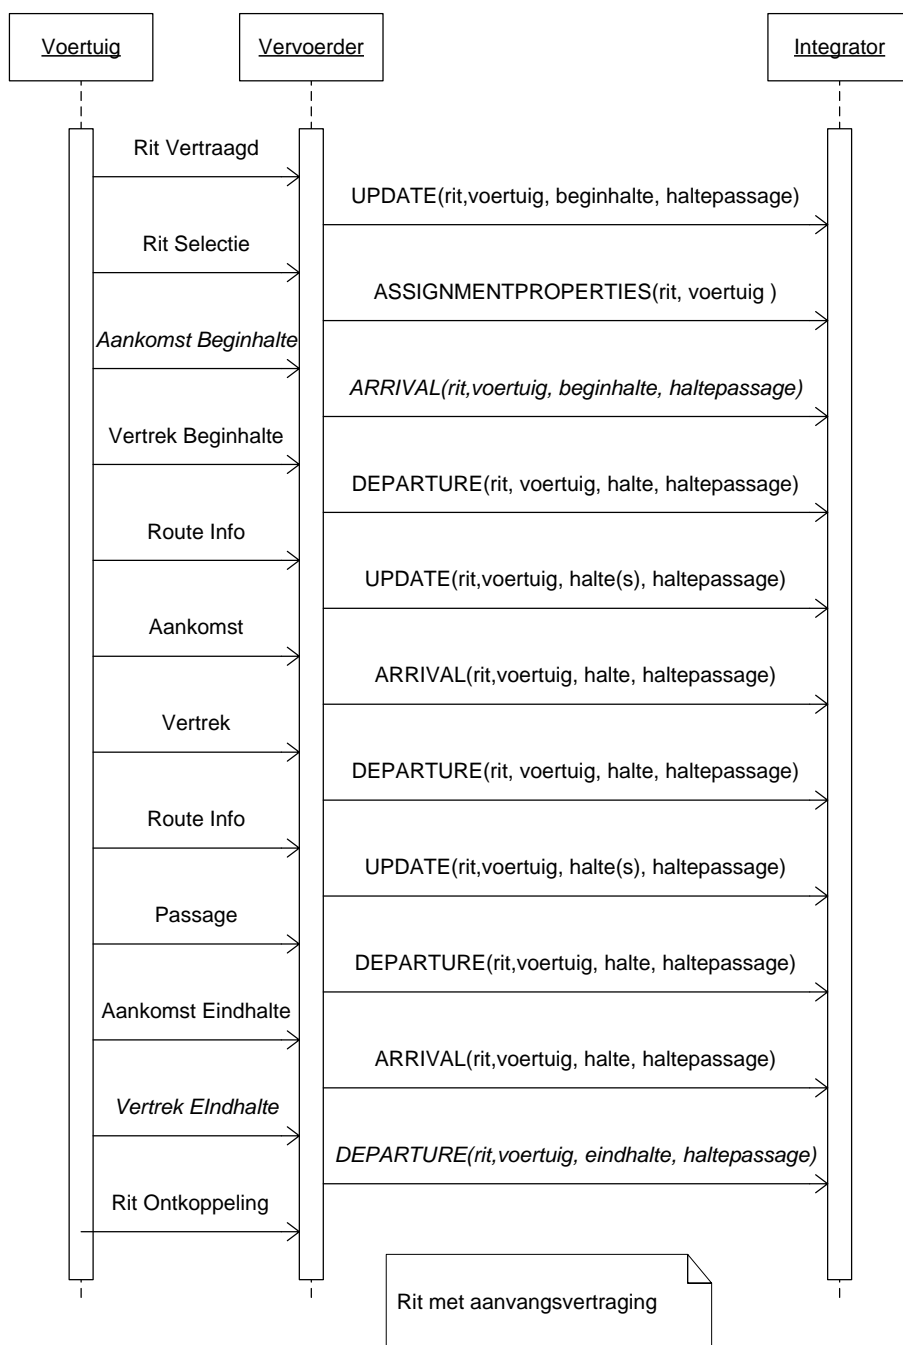 Voertuig
Vervoerder
Integrator
Rit Vertraagd
UPDATE(rit,voertuig, beginhalte, haltepassage)
Rit Selectie
ASSIGNMENTPROPERTIES(rit, voertuig )
Aankomst Beginhalte
ARRIVAL(rit,voertuig, beginhalte, haltepassage)
Vertrek Beginhalte
DEPARTURE(rit, voertuig, halte, haltepassage)
Route Info
UPDATE(rit,voertuig, halte(s), haltepassage)
Aankomst
ARRIVAL(rit,voertuig, halte, haltepassage)
Vertrek
DEPARTURE(rit, voertuig, halte, haltepassage)
Route Info
UPDATE(rit,voertuig, halte(s), haltepassage)
Passage
DEPARTURE(rit,voertuig, halte, haltepassage)
Aankomst Eindhalte
ARRIVAL(rit,voertuig, halte, haltepassage)
Vertrek EIndhalte
DEPARTURE(rit,voertuig, eindhalte, haltepassage)
Rit Ontkoppeling
Rit met aanvangsvertraging